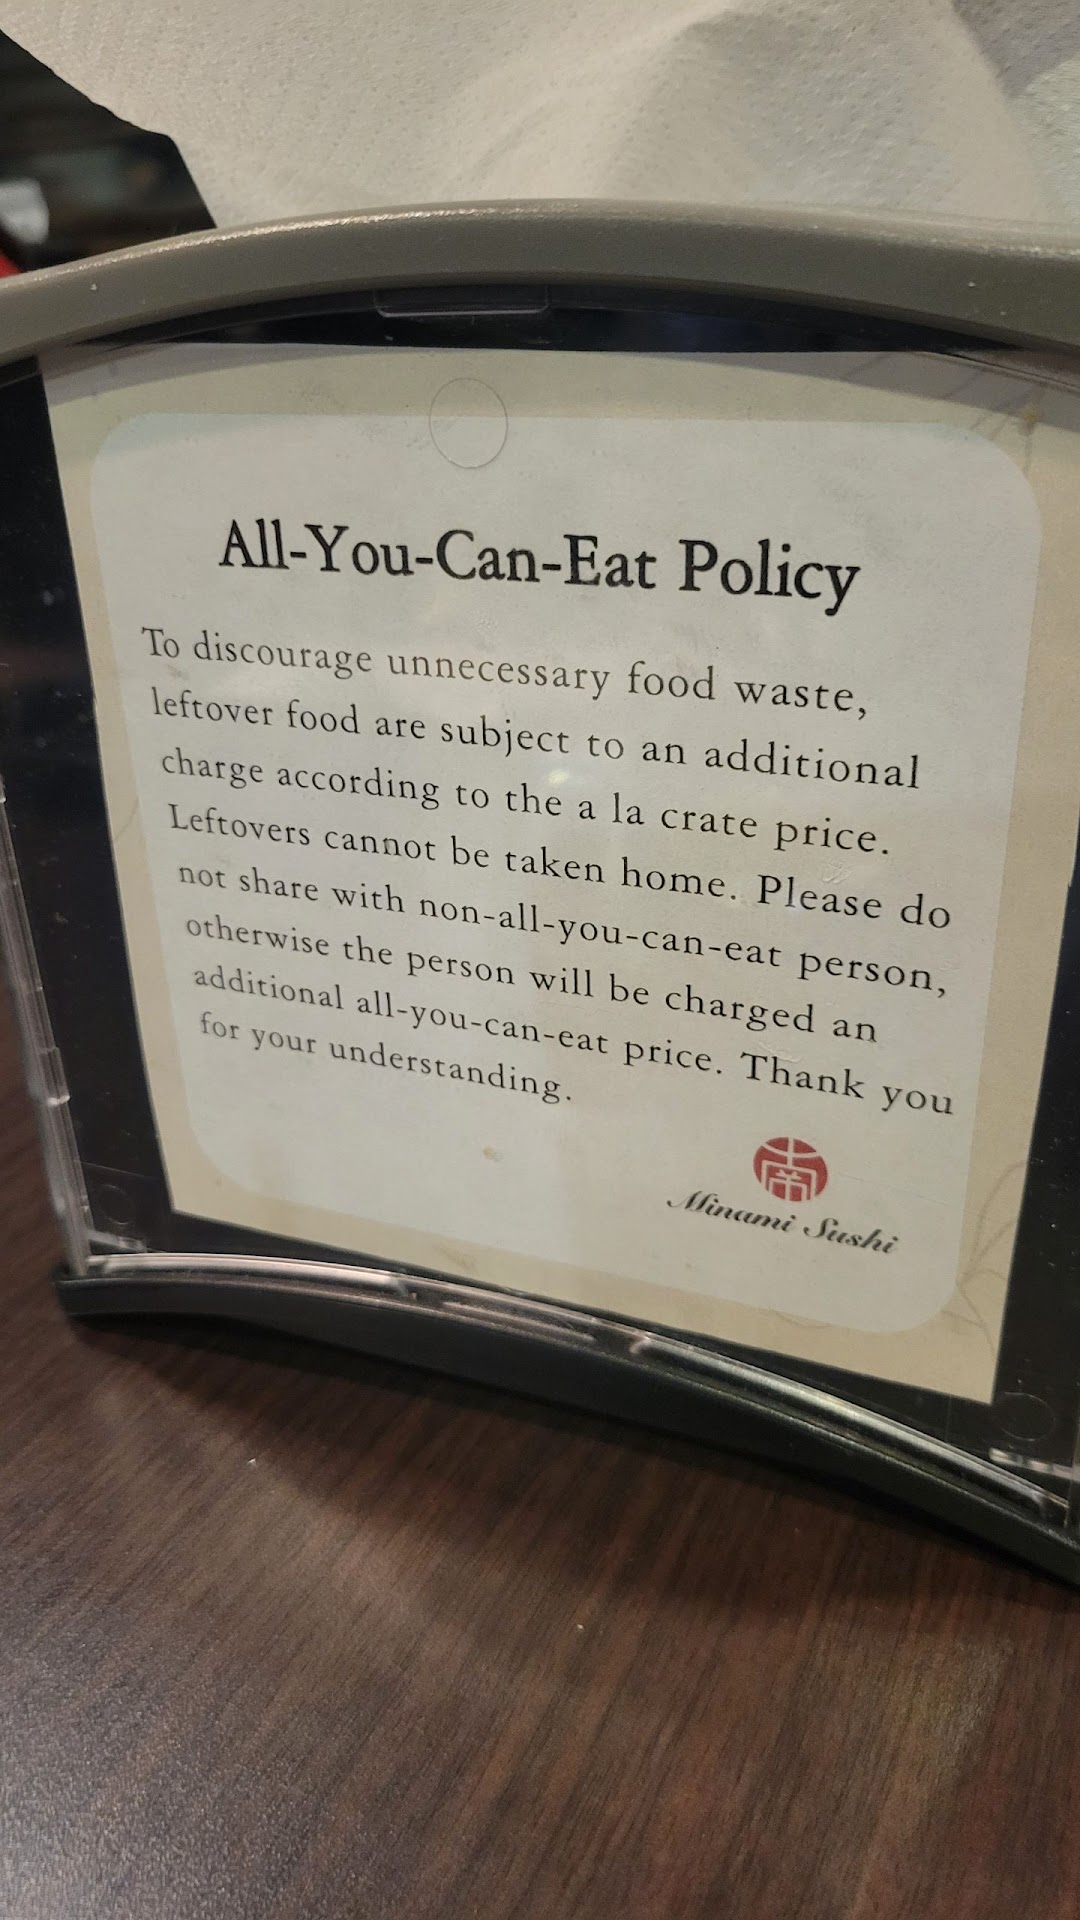 All-You-Can-Eat Policy
To discourage unnecessary food waste,
leftover food are subject to an additional
charge according to the a la crate price.
Leftovers cannot be taken home. Please do
not share with non-all-you-can-eat person,
otherwise the person will be charged an
additional all-you-can-eat price. Thank you
for your understanding.
Minami Sushi